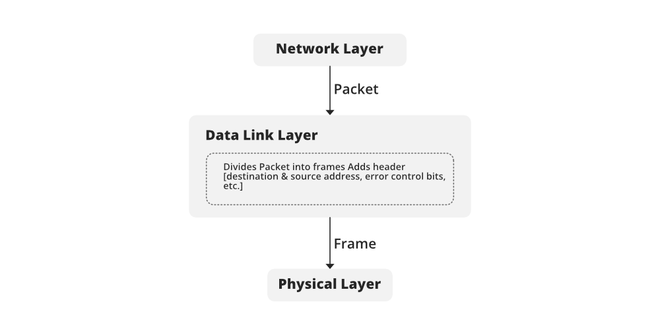 Network Layer
Packet
Data Link Layer
Divides Packet into frames Adds header
[destination & source address, error control bits,
etc.]
Frame
Physical Layer